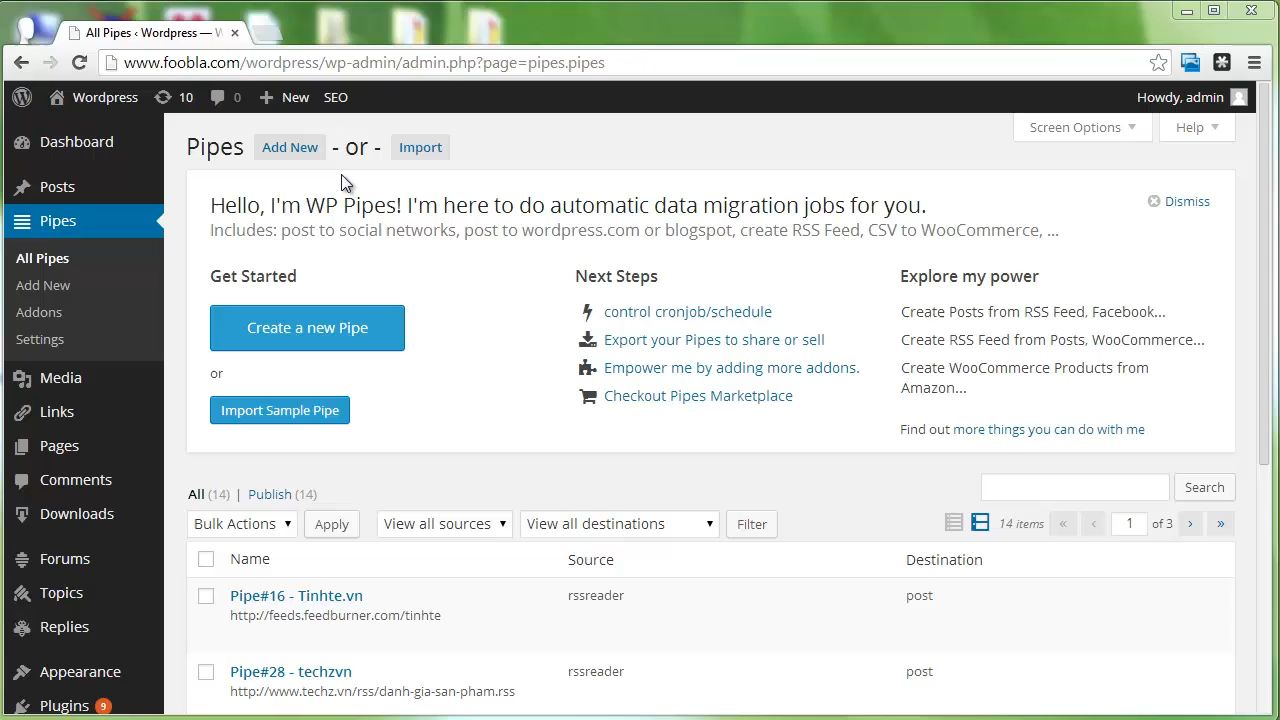 All Pipes ‹ Wordpress — W
www.foobla.com/wordpress/wp-admin/admin.php?page=pipes.pipes
Wordpress 10 0 New SEO Howdy, admin
Screen Options Help
Dashboard
Posts
Pipes
All Pipes
Add New
Addons
Settings
Media
Links
Pages
Comments
Downloads
Forums
Topics
Replies
Appearance
Plugins 9
Pipes Add New - or - Import
Hello, I'm WP Pipes! I'm here to do automatic data migration jobs for you.
Dismiss
Includes: post to social networks, post to wordpress.com or blogspot, create RSS Feed, CSV to WooCommerce, ...
Get Started
Create a new Pipe
or
Import Sample Pipe
Next Steps
control cronjob/schedule
Export your Pipes to share or sell
Empower me by adding more addons.
Checkout Pipes Marketplace
Explore my power
Create Posts from RSS Feed, Facebook...
Create RSS Feed from Posts, WooCommerce...
Create WooCommerce Products from
Amazon...
Find out more things you can do with me
All (14) | Publish (14)
Search
Bulk Action Apply View all sources View all destinations Filter 14 items « ‹ 1 of 3 › »
Name Source Destination
Pipe#16 - Tinhte.vn rssreader post
http://feeds.feedburner.com/tinhte
Pipe#28 - techzvn rssreader post
http://www.techz.vn/rss/danh-gia-san-pham.rss